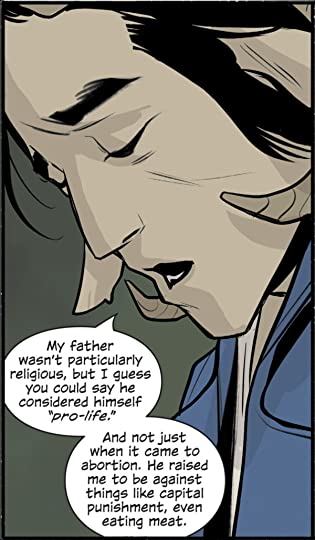 My father
wasn't particularly
religious, but I guess
you could say he
considered himself
"pro-life."
And not just
when it came to
abortion. He raised
me to be against
things like capital
punishment, even
eating meat.